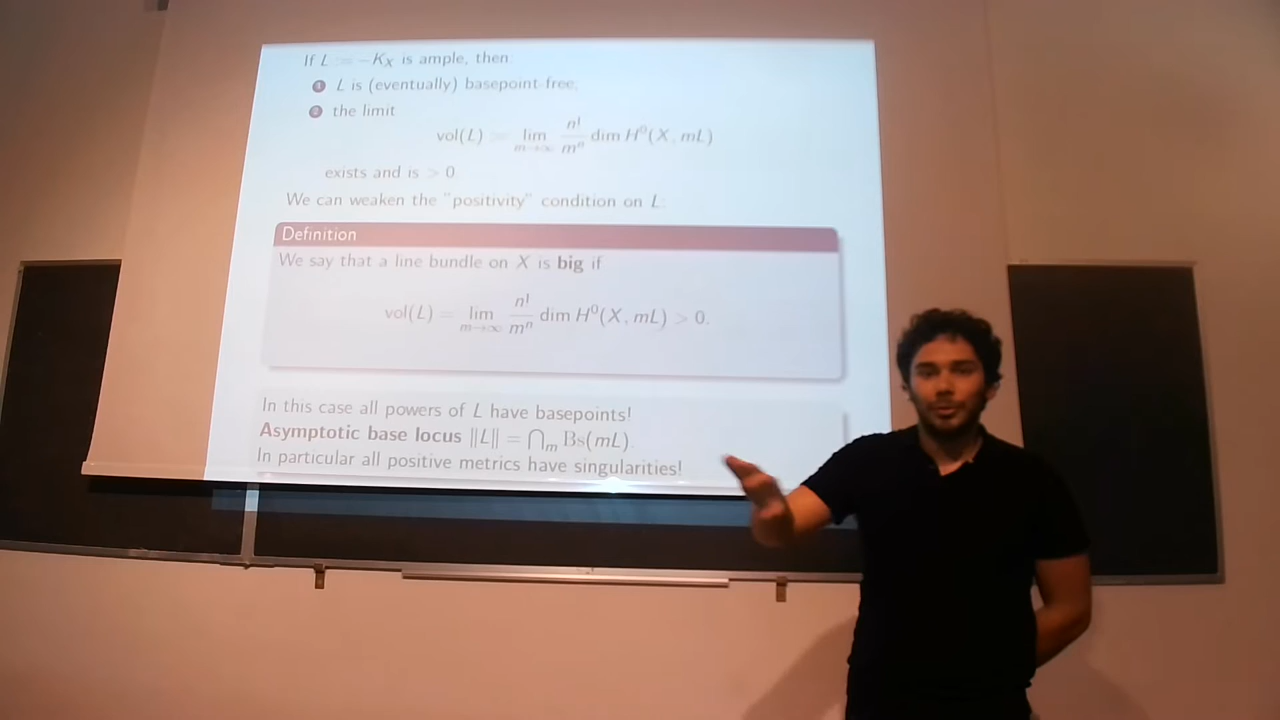 If L := −K_X is ample, then
1 L is (eventually) basepoint-free;
2 the limit
vol(L) = lim_{m→∞} n!/m^n dim H^0(X, mL)
exists and is > 0.
We can weaken the "positivity" condition on L:
Definition
We say that a line bundle on X is big if
vol(L) = lim_{m→∞} n!/m^n dim H^0(X, mL) > 0.
In this case all powers of L have basepoints!
Asymptotic base locus ‖L‖ = ⋂_m Bs(mL).
In particular all positive metrics have singularities!